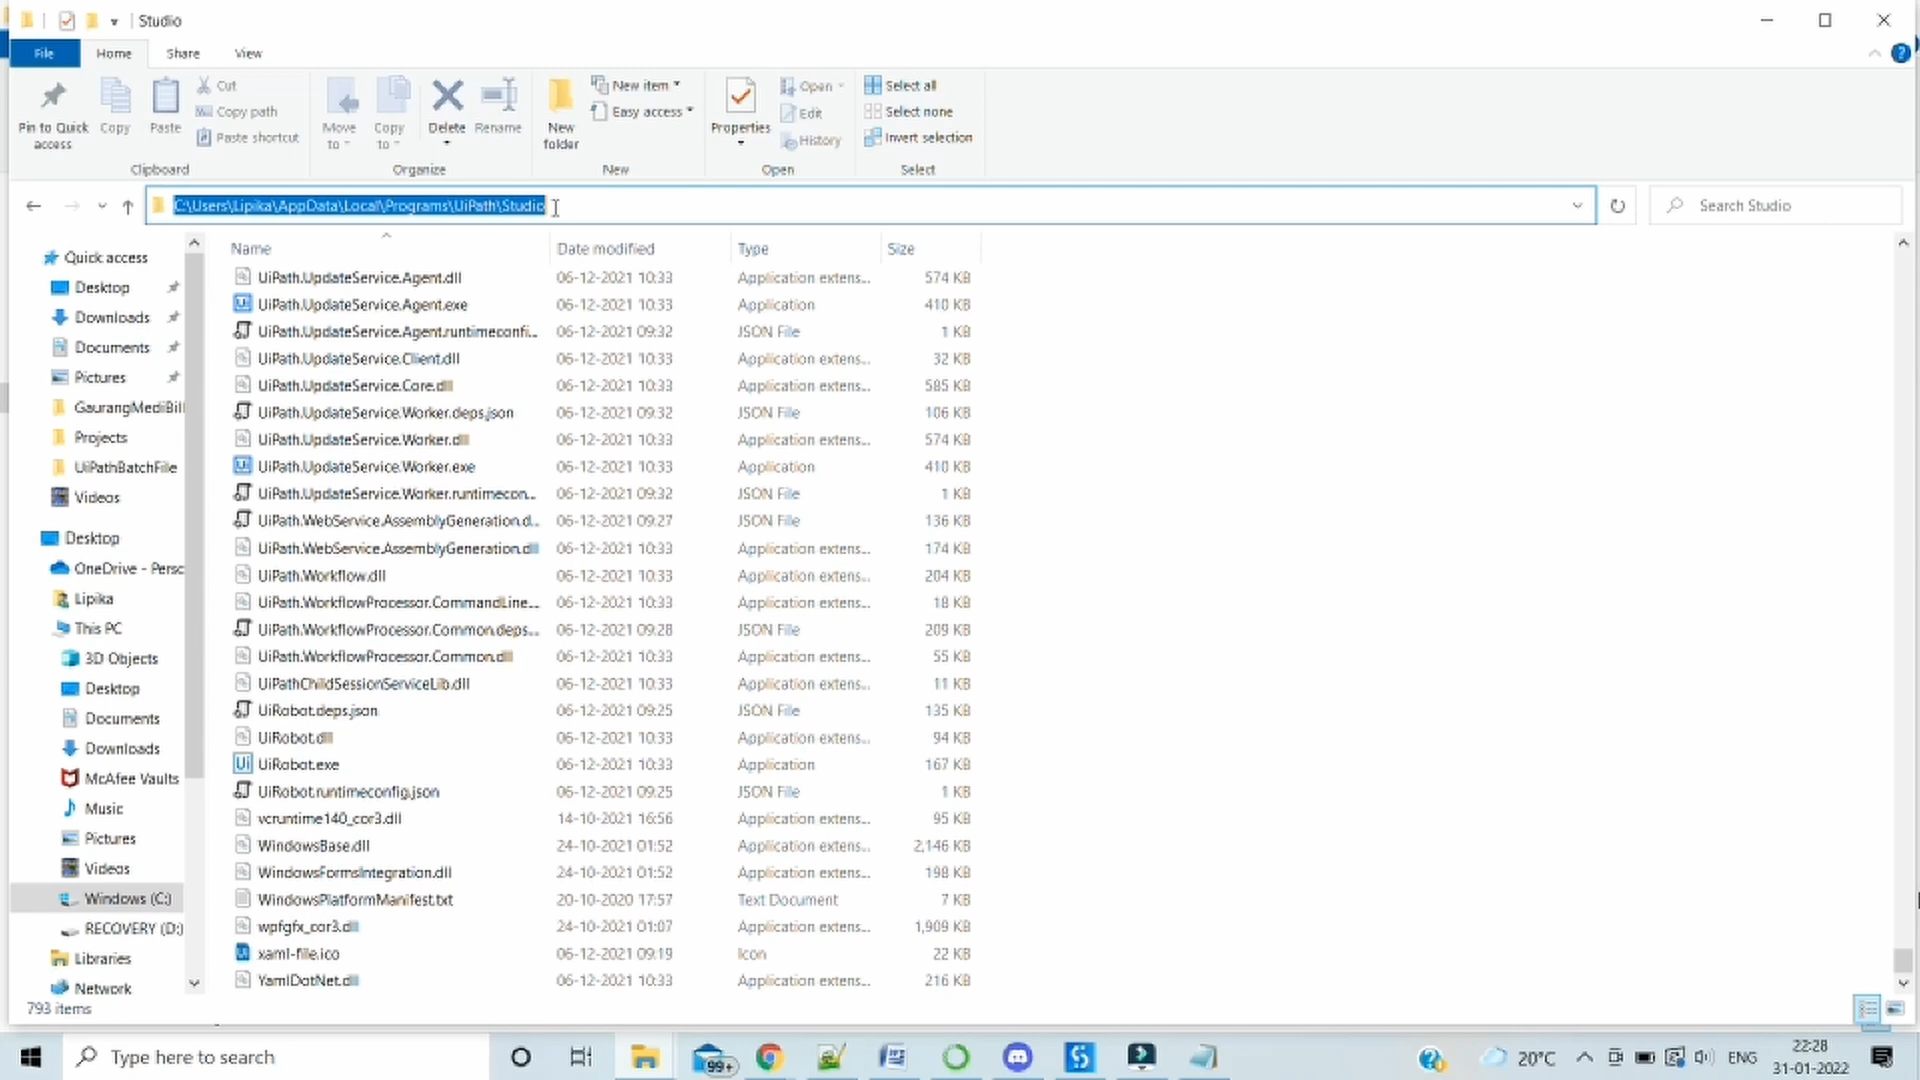 Studio
File Home Share View
Pin to Quick access
Copy
Paste
Cut
Copy path
Paste shortcut
Clipboard
Move to
Copy to
Delete
Rename
Organize
New folder
New item
Easy access
New
Properties
Open
Edit
History
Open
Select all
Select none
Invert selection
Select
C:\Users\Lipika\AppData\Local\Programs\UiPath\Studio
Search Studio
Quick access
Desktop
Downloads
Documents
Pictures
GaurangMediBill
Projects
UiPathBatchFile
Videos
Desktop
OneDrive - Persc
Lipika
This PC
3D Objects
Desktop
Documents
Downloads
McAfee Vaults
Music
Pictures
Videos
Windows (C:)
RECOVERY (D:)
Libraries
Network
Name Date modified Type Size
UiPath.UpdateService.Agent.dll 06-12-2021 10:33 Application extens... 574 KB
UiPath.UpdateService.Agent.exe 06-12-2021 10:33 Application 410 KB
UiPath.UpdateService.Agent.runtimeconfi... 06-12-2021 09:32 JSON File 1 KB
UiPath.UpdateService.Client.dll 06-12-2021 10:33 Application extens... 32 KB
UiPath.UpdateService.Core.dll 06-12-2021 10:33 Application extens... 585 KB
UiPath.UpdateService.Worker.deps.json 06-12-2021 09:32 JSON File 106 KB
UiPath.UpdateService.Worker.dll 06-12-2021 10:33 Application extens... 574 KB
UiPath.UpdateService.Worker.exe 06-12-2021 10:33 Application 410 KB
UiPath.UpdateService.Worker.runtimecon... 06-12-2021 09:32 JSON File 1 KB
UiPath.WebService.AssemblyGeneration.d... 06-12-2021 09:27 JSON File 136 KB
UiPath.WebService.AssemblyGeneration.dll 06-12-2021 10:33 Application extens... 174 KB
UiPath.Workflow.dll 06-12-2021 10:33 Application extens... 204 KB
UiPath.WorkflowProcessor.CommandLine... 06-12-2021 10:33 Application extens... 18 KB
UiPath.WorkflowProcessor.Common.deps... 06-12-2021 09:28 JSON File 209 KB
UiPath.WorkflowProcessor.Common.dll 06-12-2021 10:33 Application extens... 55 KB
UiPathChildSessionServiceLib.dll 06-12-2021 10:33 Application extens... 11 KB
UiRobot.deps.json 06-12-2021 09:25 JSON File 135 KB
UiRobot.dll 06-12-2021 10:33 Application extens... 94 KB
UiRobot.exe 06-12-2021 10:33 Application 167 KB
UiRobot.runtimeconfig.json 06-12-2021 09:25 JSON File 1 KB
vcruntime140_cor3.dll 14-10-2021 16:56 Application extens... 95 KB
WindowsBase.dll 24-10-2021 01:52 Application extens... 2,146 KB
WindowsFormsIntegration.dll 24-10-2021 01:52 Application extens... 198 KB
WindowsPlatformManifest.txt 20-10-2020 17:57 Text Document 7 KB
wpfgfx_cor3.dll 24-10-2021 01:07 Application extens... 1,909 KB
xaml-file.ico 06-12-2021 09:19 Icon 22 KB
YamlDotNet.dll 06-12-2021 10:33 Application extens... 216 KB
793 items
Type here to search
99+
20°C
ENG
22:28
31-01-2022